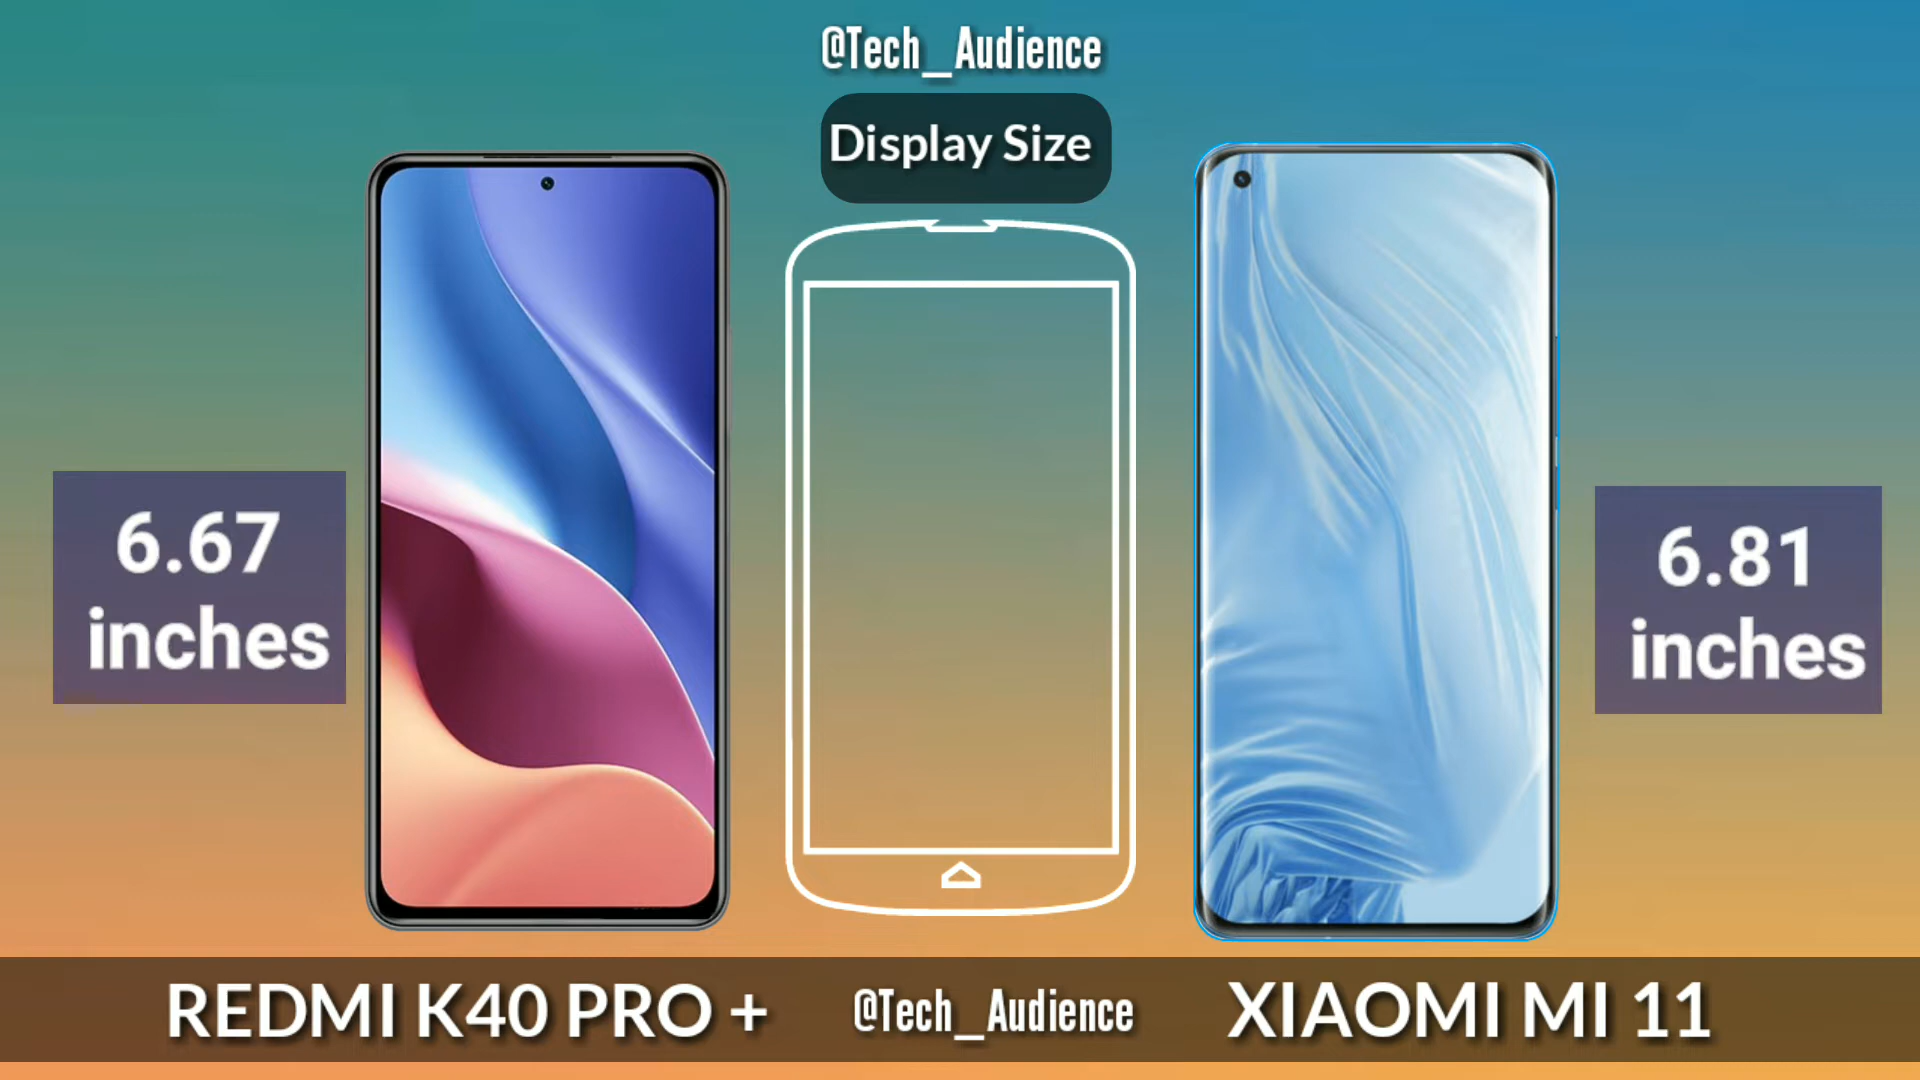 @Tech_Audience
Display Size
6.67
inches
6.81
inches
REDMI K40 PRO +
@Tech_Audience
XIAOMI MI 11